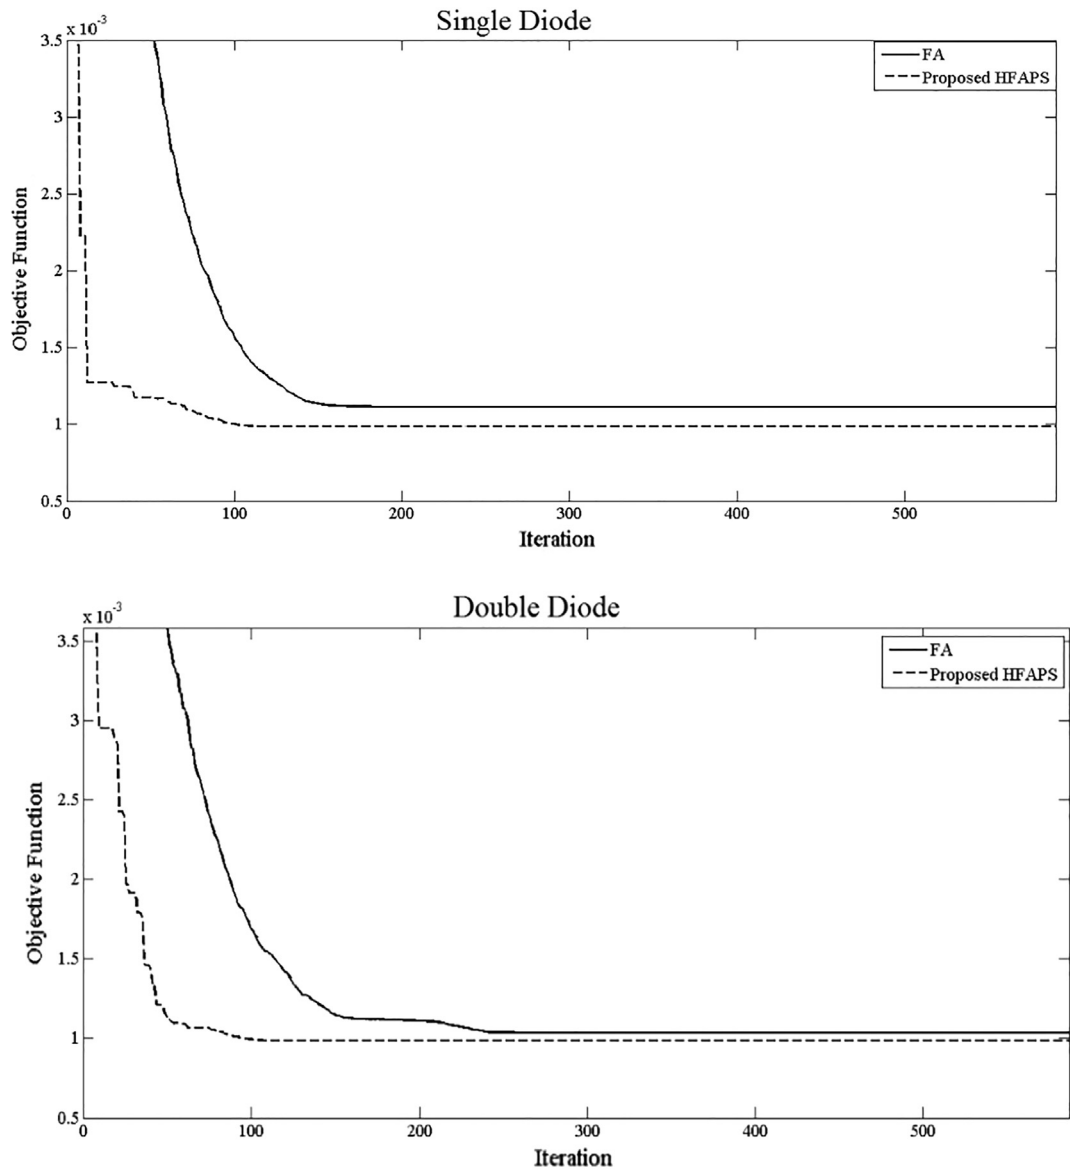 Single Diode
x 10-3
3.5
3
2.5
2
1.5
1
0.5
Objective Function
0
100
200
300
400
500
Iteration
FA
Proposed HFAPS
Double Diode
x 10-3
3.5
3
2.5
2
1.5
1
0.5
Objective Function
0
100
200
300
400
500
Iteration
FA
Proposed HFAPS